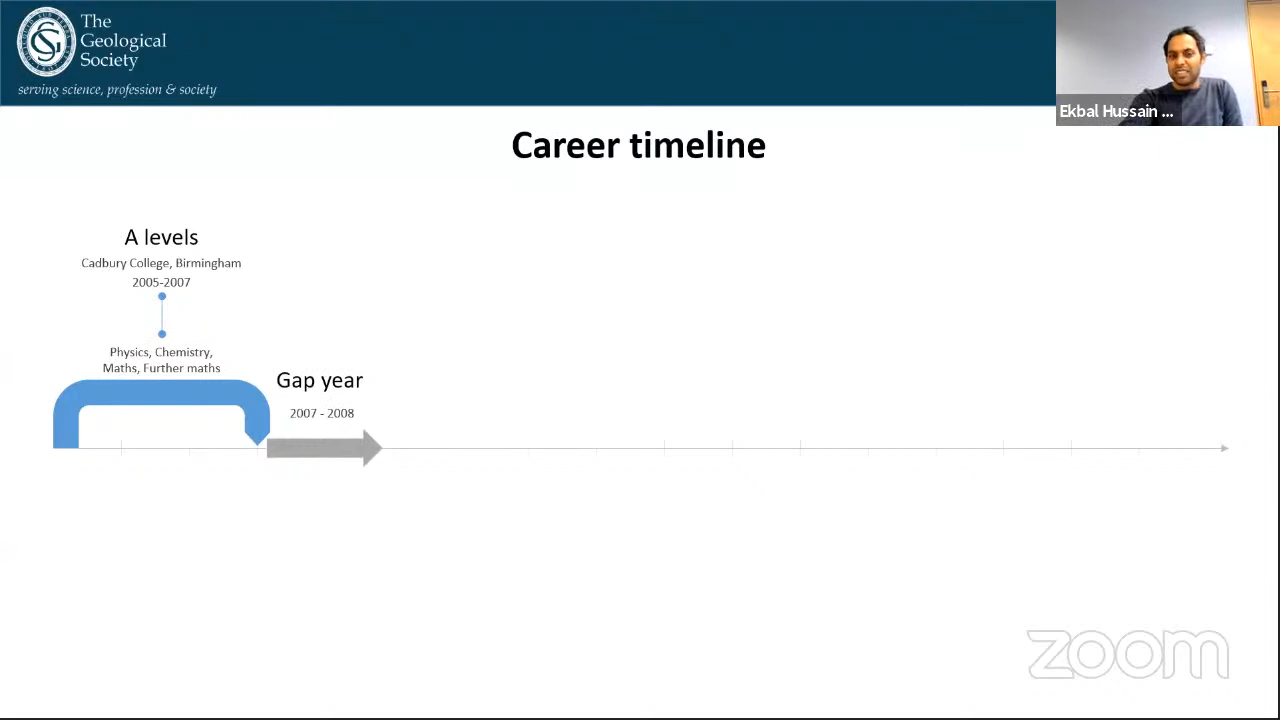 The
Geological
Society
serving science, profession & society
Ekbal Hussain ...
Career timeline
A levels
Cadbury College, Birmingham
2005-2007
Physics, Chemistry,
Maths, Further maths
Gap year
2007 - 2008
zoom